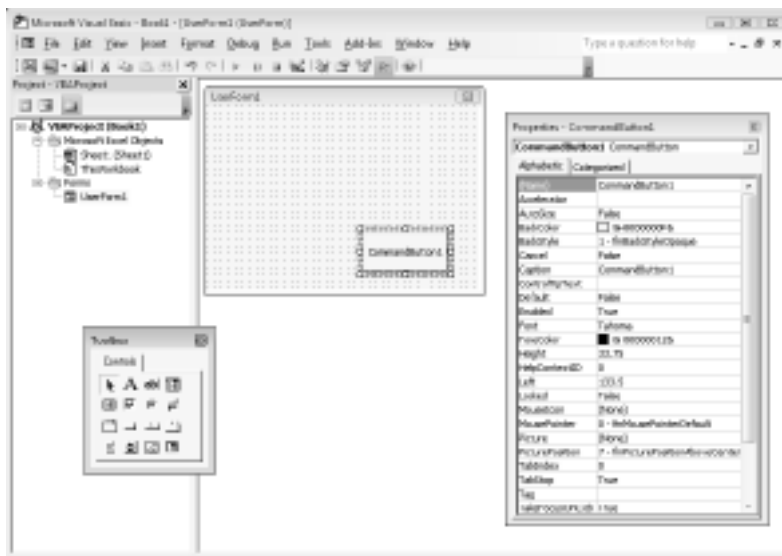 Microsoft Visual Basic - Book1 - [UserForm1 (UserForm)]
File Edit View Insert Format Debug Run Tools Add-Ins Window Help
Type a question for help
Project - VBAProject
VBAProject (Book1)
Microsoft Excel Objects
Sheet1 (Sheet1)
ThisWorkbook
Forms
UserForm1
UserForm1
CommandButton1
Toolbox
Controls
Properties - CommandButton1
CommandButton1 CommandButton
Alphabetic Categorized
(Name) CommandButton1
Accelerator
AutoSize False
BackColor
BackStyle 1 - fmBackStyleOpaque
Cancel False
Caption CommandButton1
ControlTipText
Default False
Enabled True
Font Tahoma
ForeColor &H80000012&
Height
HelpContextID 0
Left 133.5
Locked False
MouseIcon (None)
MousePointer 0 - fmMousePointerDefault
Picture (None)
PicturePosition 7 - fmPicturePositionAboveCenter
TabIndex 0
TabStop True
Tag
True